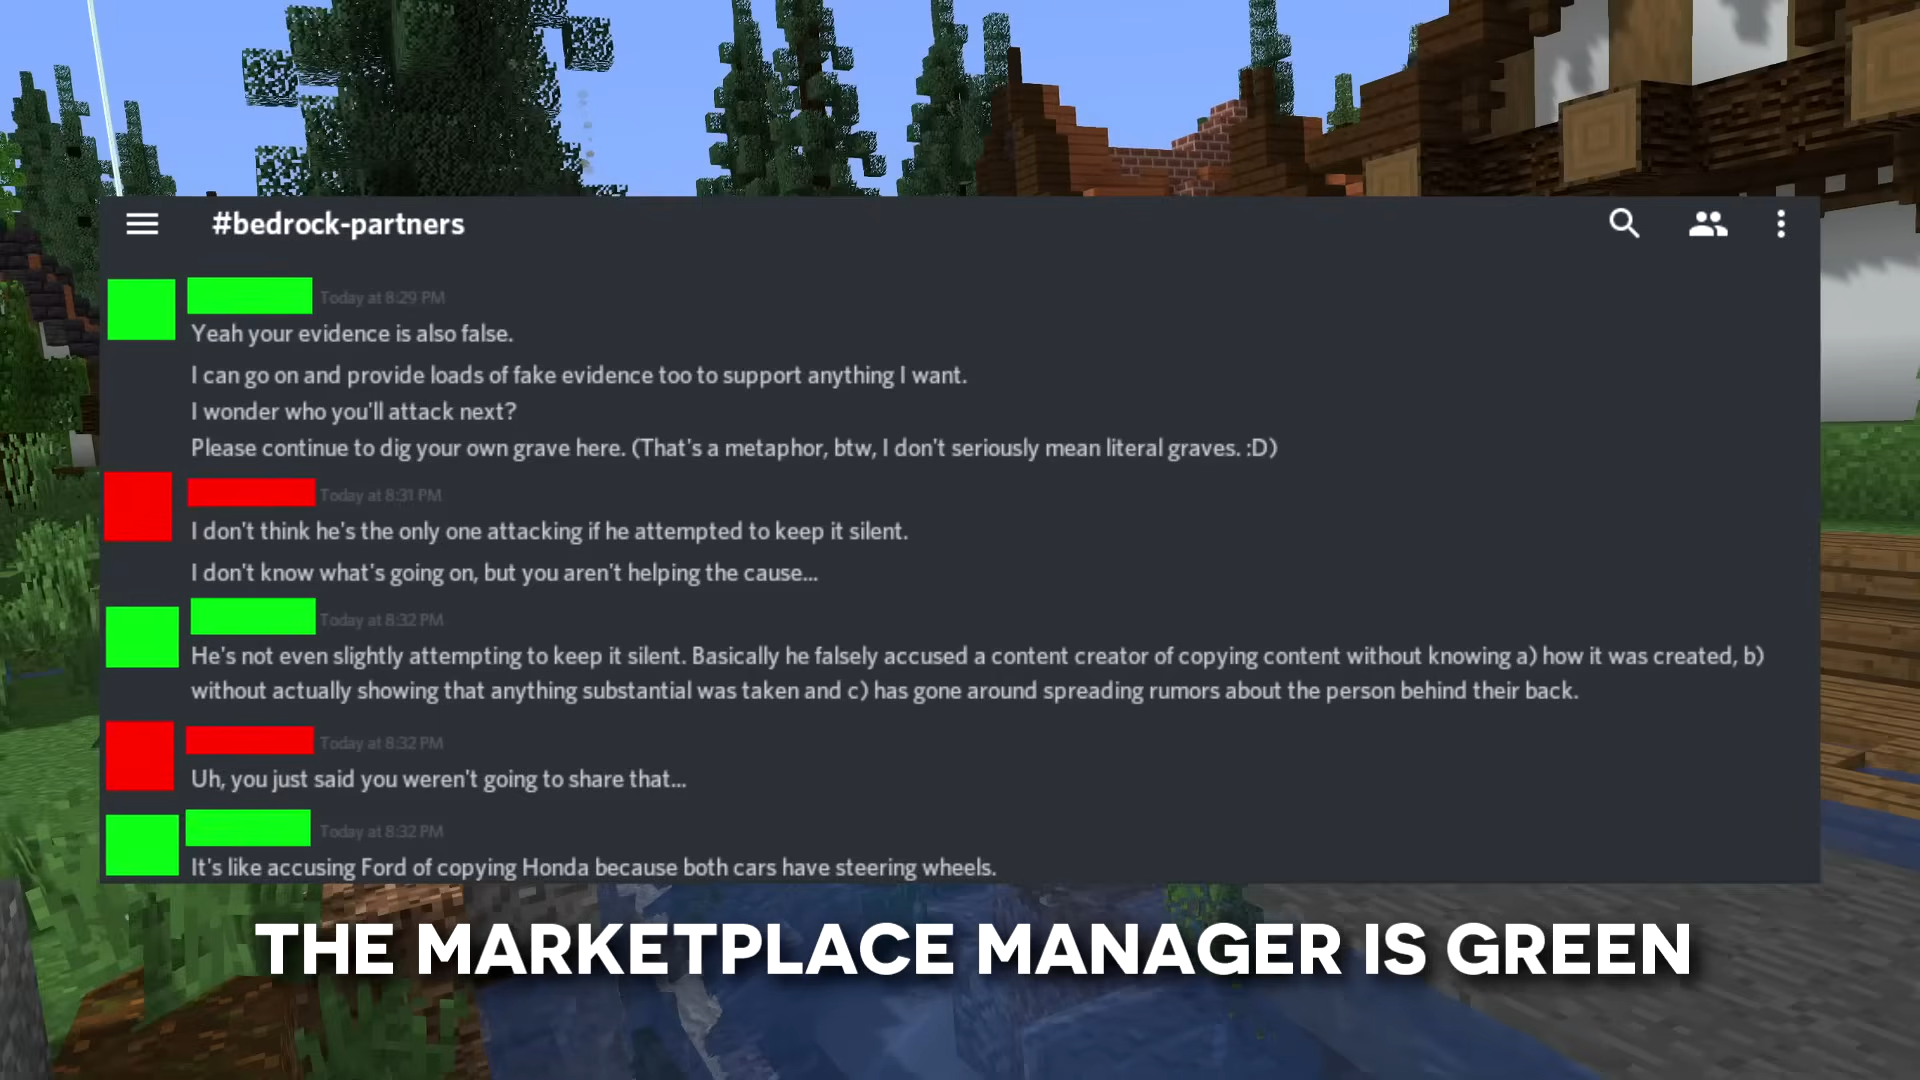 #bedrock-partners
Today at 8:29 PM
Yeah your evidence is also false.
I can go on and provide loads of fake evidence too to support anything I want.
I wonder who you'll attack next?
Please continue to dig your own grave here. (That's a metaphor, btw, I don't seriously mean literal graves. :D)
Today at 8:31 PM
I don't think he's the only one attacking if he attempted to keep it silent.
I don't know what's going on, but you aren't helping the cause...
Today at 8:32 PM
He's not even slightly attempting to keep it silent. Basically he falsely accused a content creator of copying content without knowing a) how it was created, b)
without actually showing that anything substantial was taken and c) has gone around spreading rumors about the person behind their back.
Today at 8:32 PM
Uh, you just said you weren't going to share that...
Today at 8:32 PM
It's like accusing Ford of copying Honda because both cars have steering wheels.
THE MARKETPLACE MANAGER IS GREEN